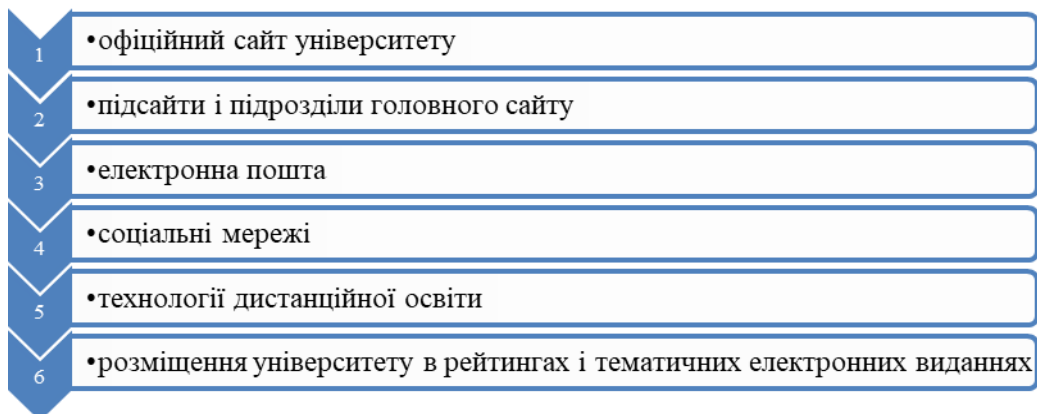 1
•офіційний сайт університету
2
•підсайти і підрозділи головного сайту
3
•електронна пошта
4
•соціальні мережі
5
•технології дистанційної освіти
6
•розміщення університету в рейтингах і тематичних електронних виданнях